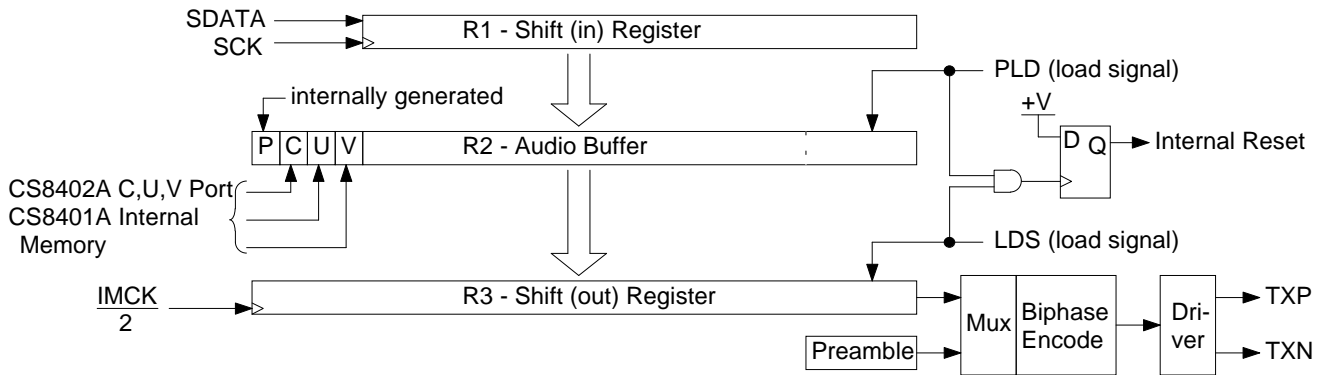 SDATA
SCK
R1 - Shift (in) Register
PLD (load signal)
internally generated
+V
P C U V
R2 - Audio Buffer
D Q
Internal Reset
CS8402A C,U,V Port
CS8401A Internal
Memory
LDS (load signal)
IMCK
2
R3 - Shift (out) Register
Mux
Biphase
Encode
Dri-
ver
TXP
TXN
Preamble